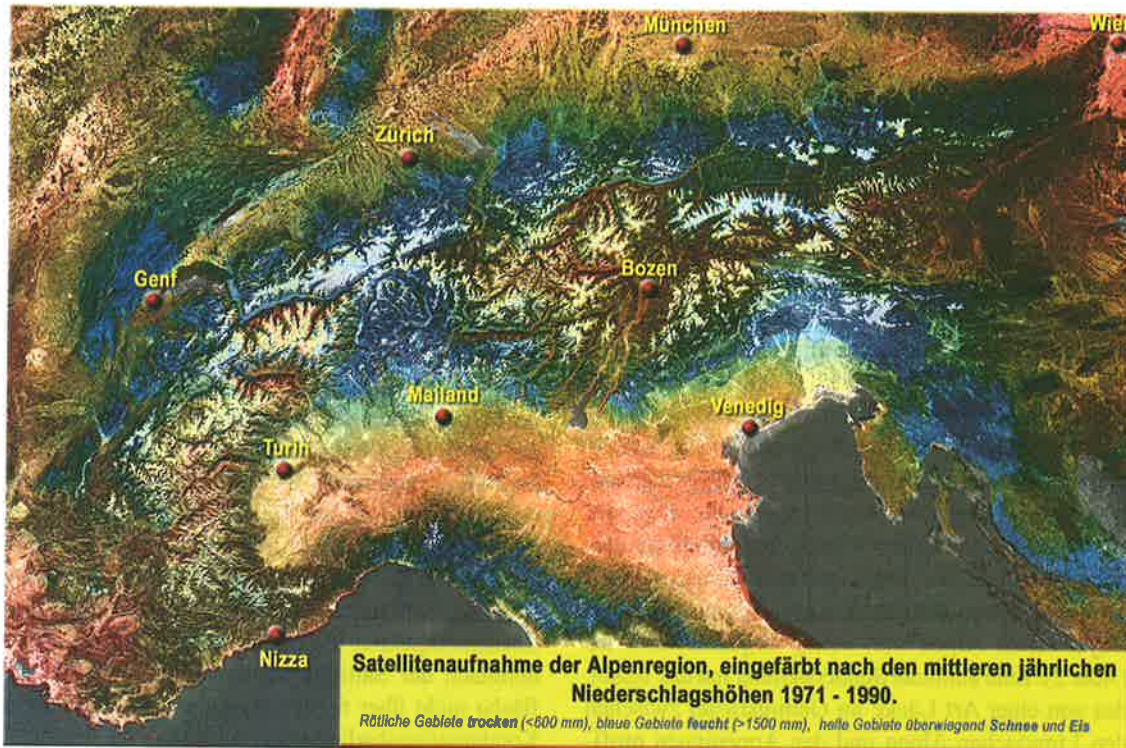 München
Wien
Zürich
Genf
Bozen
Mailand
Venedig
Turin
Nizza
Satellitenaufnahme der Alpenregion, eingefärbt nach den mittleren jährlichen
Niederschlagshöhen 1971 - 1990.
Rötliche Gebiete trocken (<600 mm), blaue Gebiete feucht (>1500 mm), helle Gebiete überwiegend Schnee und Eis